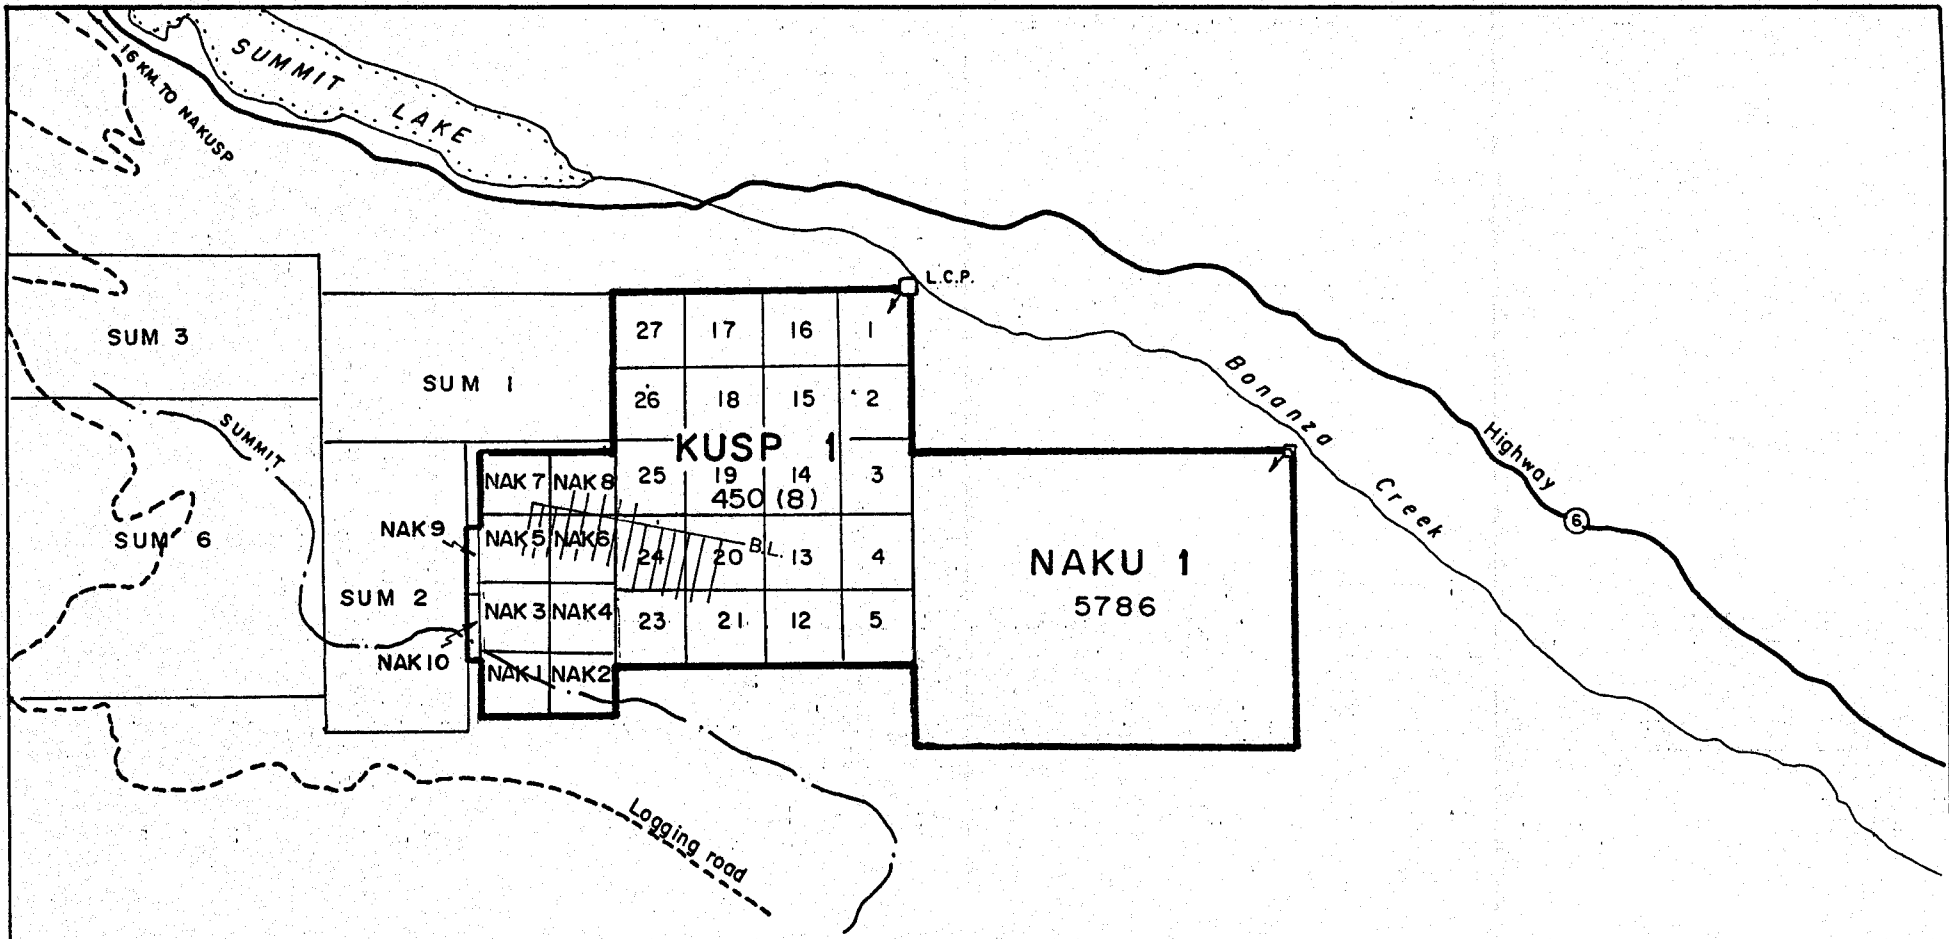 SUMMIT
LAKE
16 KM. TO NAKUSP
L.C.P.
SUM 3
SUM 1
27 17 16 1
26 18 15 2
KUSP 1
25 19 14 3
450 (8)
NAK 7 NAK 8
NAK 9
NAK 5 NAK 6
24 20 13 4
B.L.
SUMMIT
SUM 6
SUM 2
NAK 3 NAK 4
23 21 12 5
NAK 10
NAK 1 NAK 2
NAKU 1
5786
Bonanza
Creek
Highway
6
Logging road